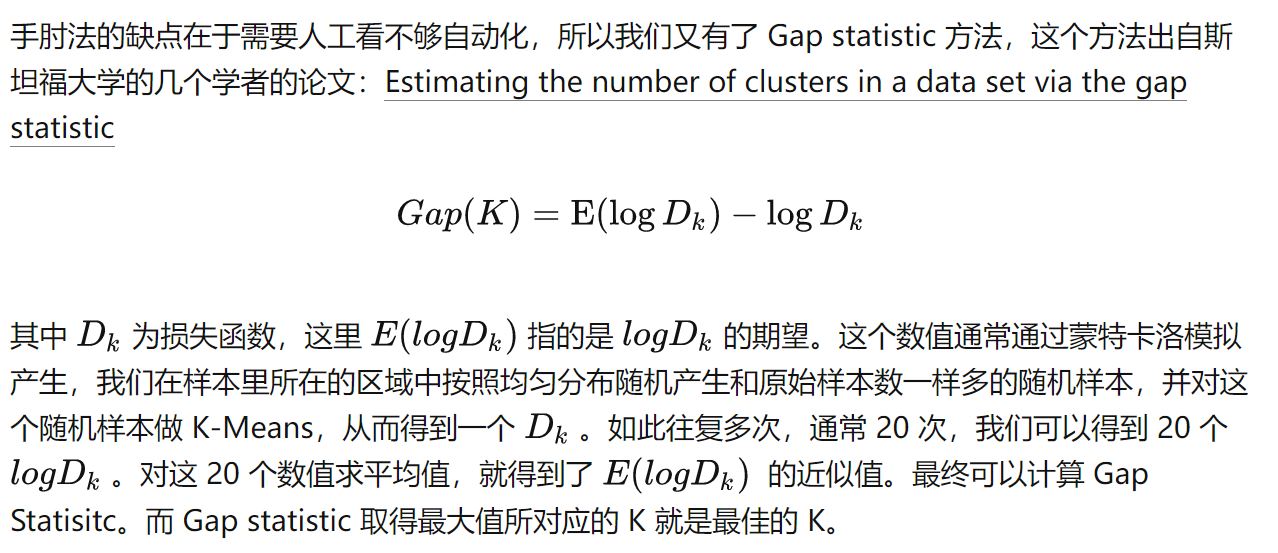 手肘法的缺点在于需要人工看不够自动化，所以我们又有了 Gap statistic 方法，这个方法出自斯
坦福大学的几个学者的论文：Estimating the number of clusters in a data set via the gap
statistic
Gap(K) = E(log Dₖ) − log Dₖ
其中 Dₖ 为损失函数，这里 E(logDₖ) 指的是 logDₖ 的期望。这个数值通常通过蒙特卡洛模拟
产生，我们在样本里所在的区域中按照均匀分布随机产生和原始样本数一样多的随机样本，并对这
个随机样本做 K-Means，从而得到一个 Dₖ 。如此往复多次，通常 20 次，我们可以得到 20 个
logDₖ 。对这 20 个数值求平均值，就得到了 E(logDₖ) 的近似值。最终可以计算 Gap
Statisitc。而 Gap statistic 取得最大值所对应的 K 就是最佳的 K。